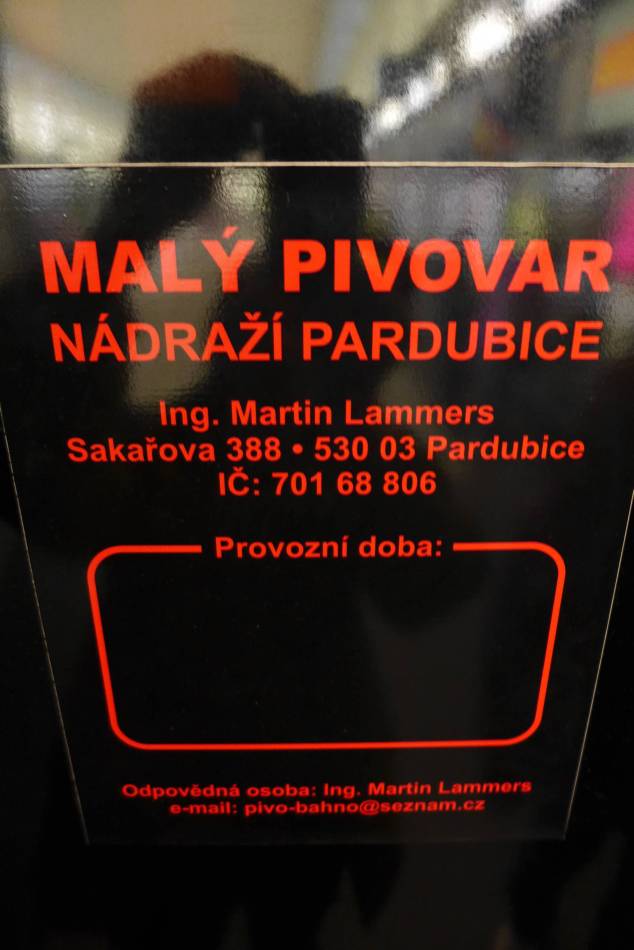 MALÝ PIVOVAR
NÁDRAŽÍ PARDUBICE
Ing. Martin Lammers
Sakařova 388 • 530 03 Pardubice
IČ: 701 68 806
Provozní doba:
Odpovědná osoba: Ing. Martin Lammers
e-mail: pivo-bahno@seznam.cz